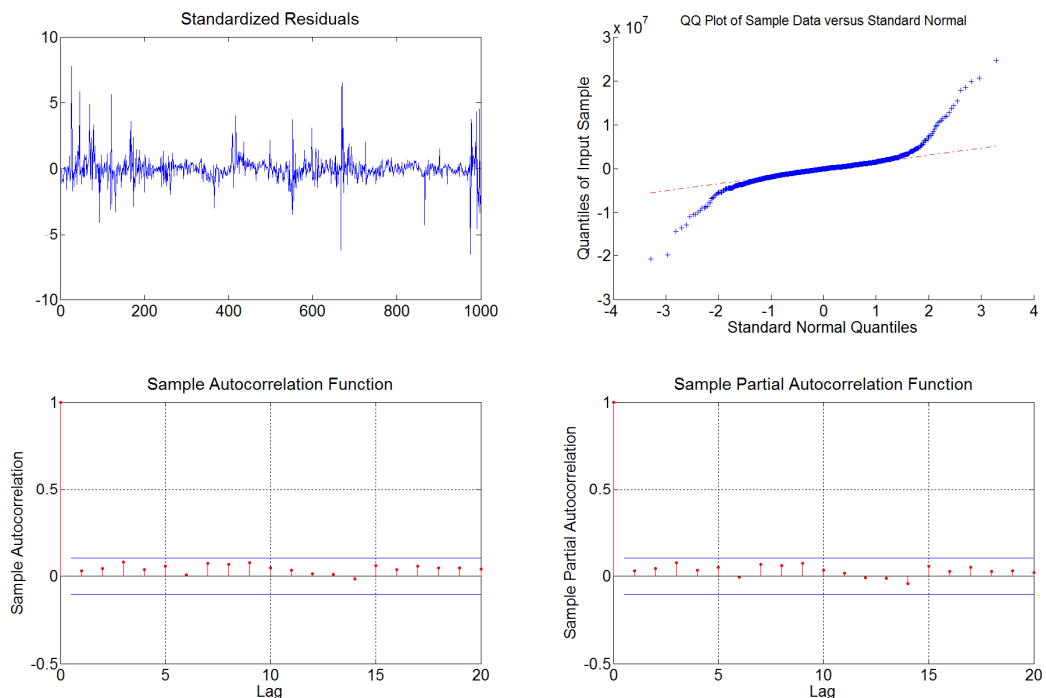 Standardized Residuals
10
5
0
-5
-10
0 200 400 600 800 1000
QQ Plot of Sample Data versus Standard Normal
x 10^7
Quantiles of Input Sample
3
2
1
0
-1
-2
-3
-4 -3 -2 -1 0 1 2 3 4
Standard Normal Quantiles
Sample Autocorrelation Function
Sample Autocorrelation
1
0.5
0
-0.5
0 5 10 15 20
Lag
Sample Partial Autocorrelation Function
Sample Partial Autocorrelation
1
0.5
0
-0.5
0 5 10 15 20
Lag